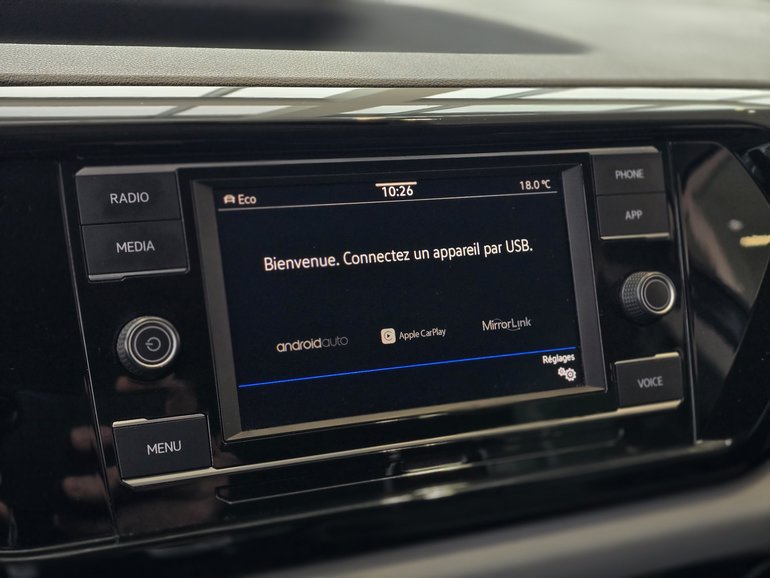 RADIO
MEDIA
MENU
Eco
10:26
18.0 °C
Bienvenue. Connectez un appareil par USB.
androidauto
Apple CarPlay
MirrorLink
Réglages
PHONE
APP
VOICE